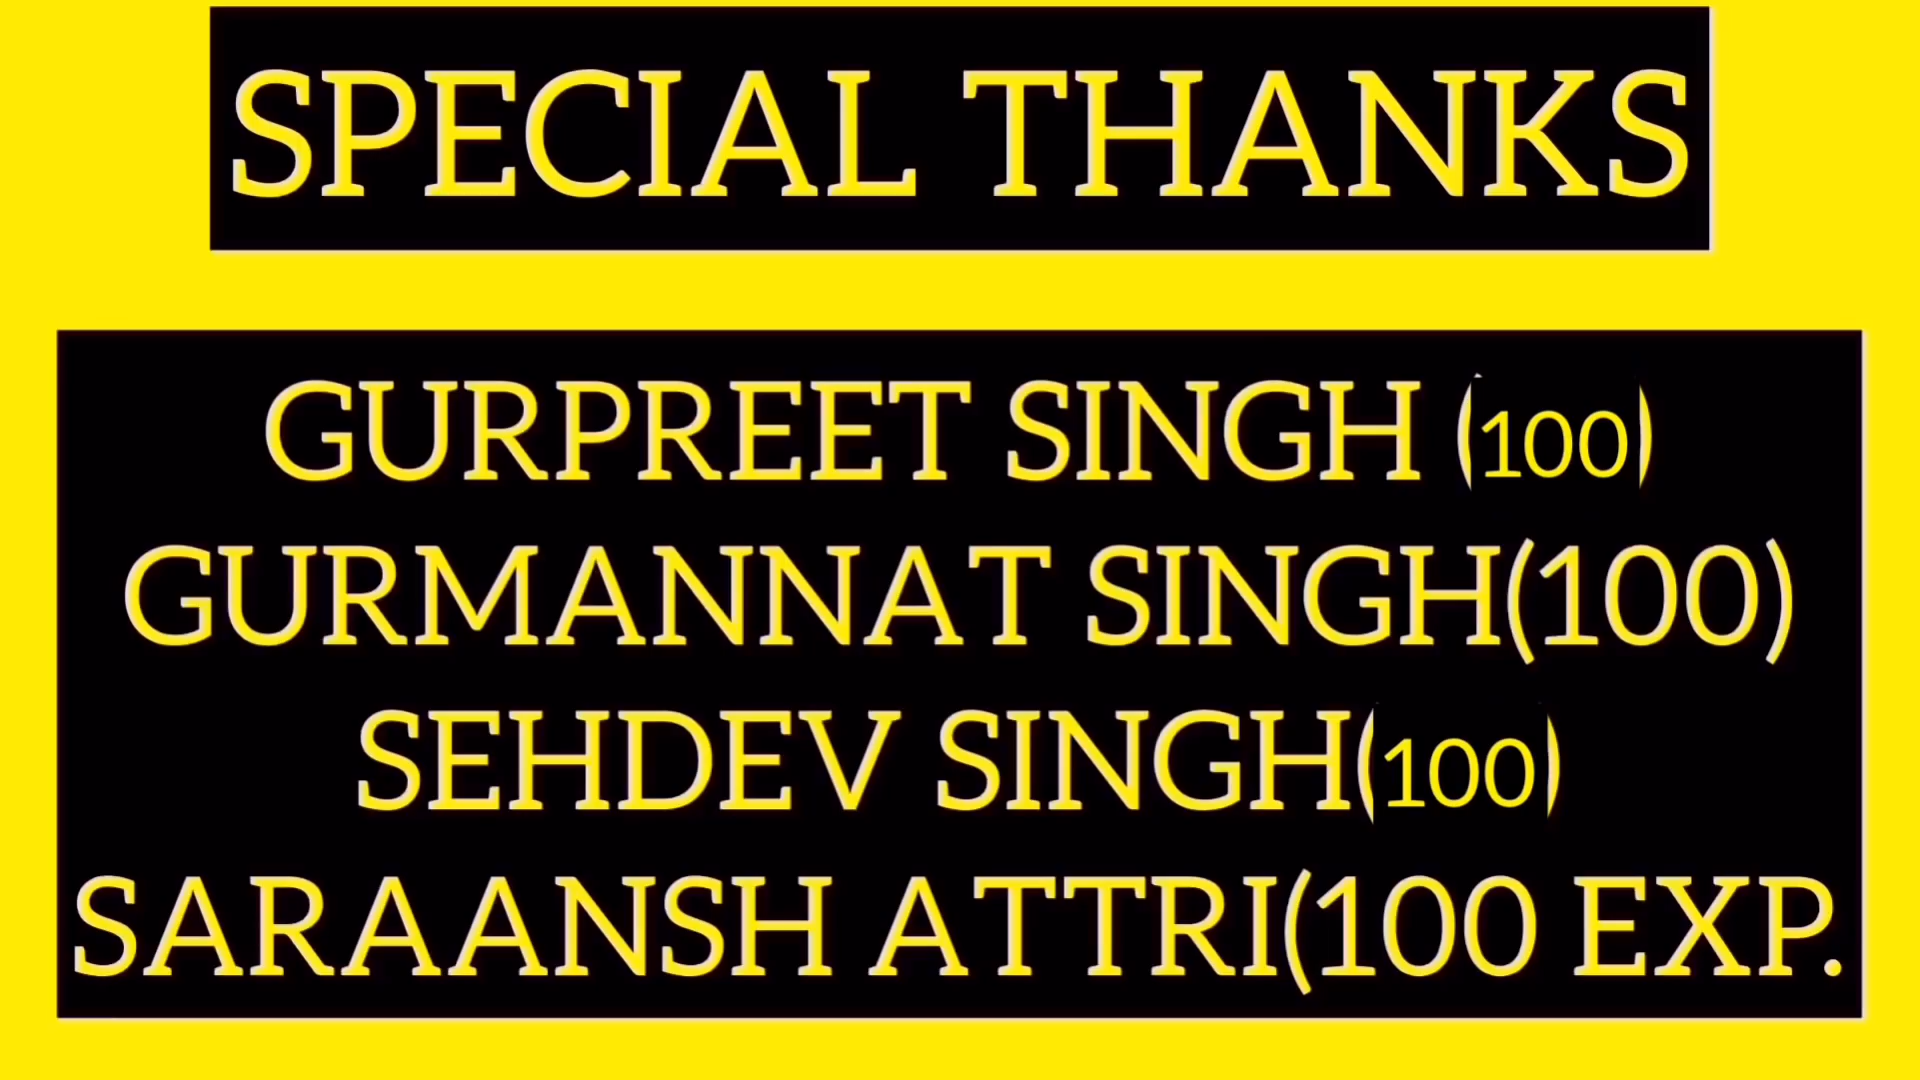 SPECIAL THANKS
GURPREET SINGH (100)
GURMANNAT SINGH(100)
SEHDEV SINGH(100)
SARAANSH ATTRI(100 EXP.